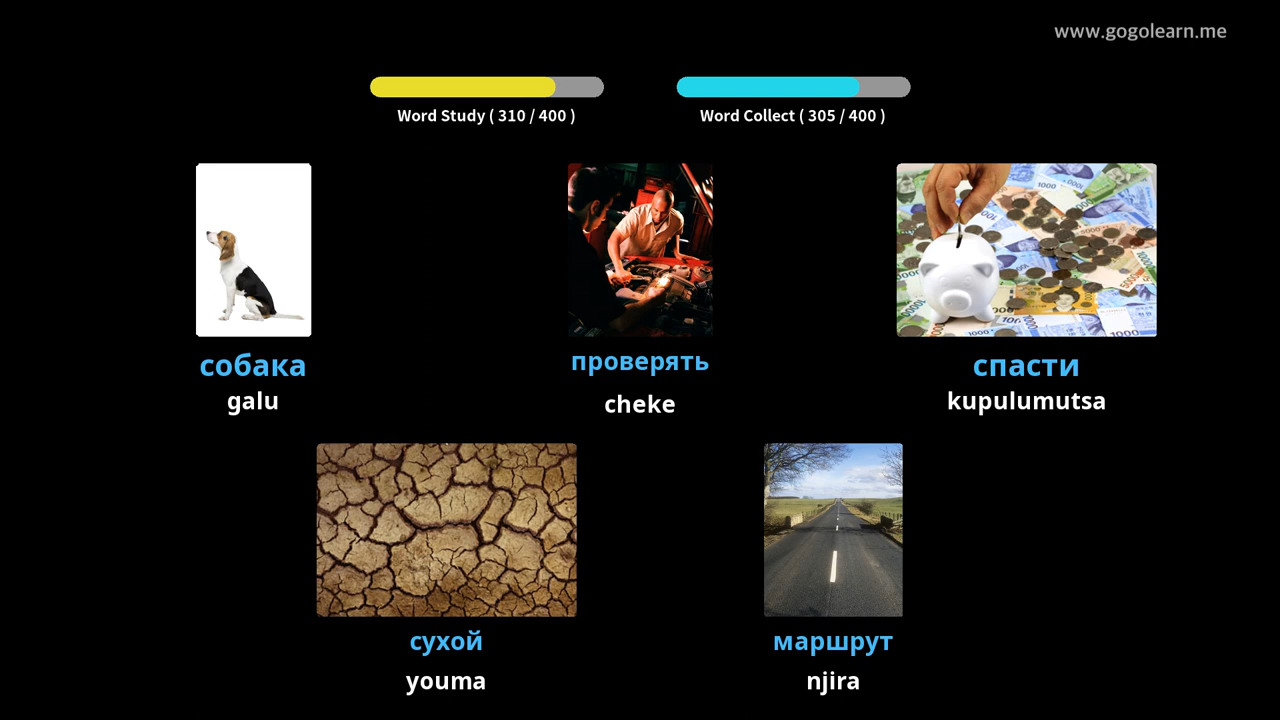 www.gogolearn.me
Word Study ( 310 / 400 )
Word Collect ( 305 / 400 )
собака
galu
проверять
cheke
спасти
kupulumutsa
сухой
youma
маршрут
njira